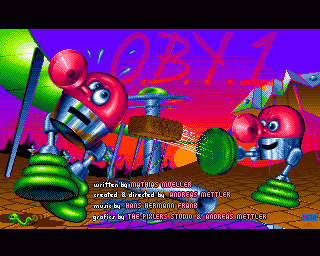 O.B.Y.1
written by MATHIAS MUELLER
created & directed by ANDREAS METTLER
music by HANS HERMANN FRANK
grafics by THE PIXLERS STUDIO & ANDREAS METTLER